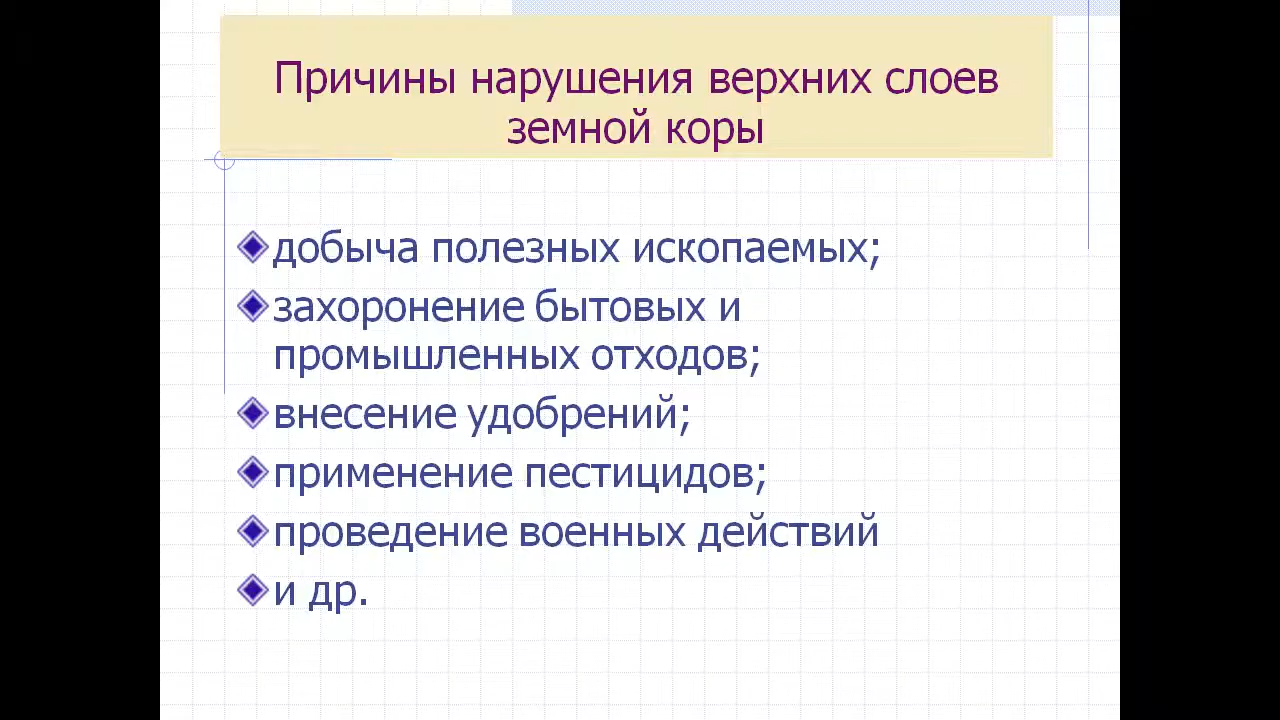 Причины нарушения верхних слоев
земной коры
добыча полезных ископаемых;
захоронение бытовых и
промышленных отходов;
внесение удобрений;
применение пестицидов;
проведение военных действий
и др.